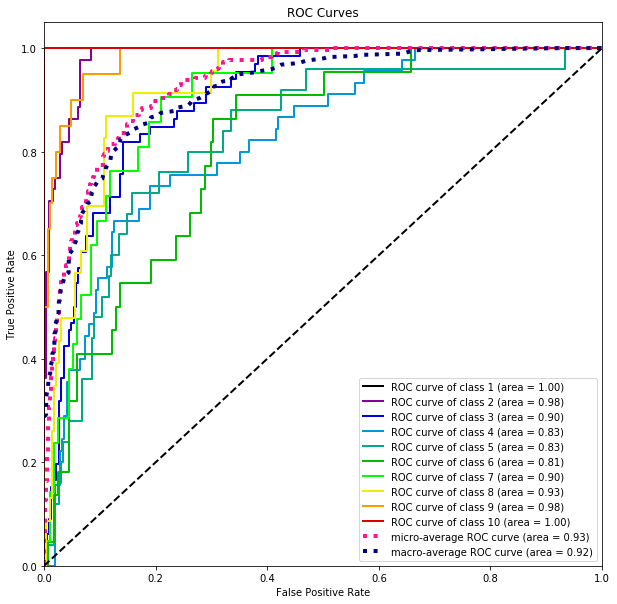 ROC Curves
1.0
0.8
0.6
0.4
0.2
0.0
True Positive Rate
ROC curve of class 1 (area = 1.00)
ROC curve of class 2 (area = 0.98)
ROC curve of class 3 (area = 0.90)
ROC curve of class 4 (area = 0.83)
ROC curve of class 5 (area = 0.83)
ROC curve of class 6 (area = 0.81)
ROC curve of class 7 (area = 0.90)
ROC curve of class 8 (area = 0.93)
ROC curve of class 9 (area = 0.98)
ROC curve of class 10 (area = 1.00)
micro-average ROC curve (area = 0.93)
macro-average ROC curve (area = 0.92)
0.0 0.2 0.4 0.6 0.8 1.0
False Positive Rate